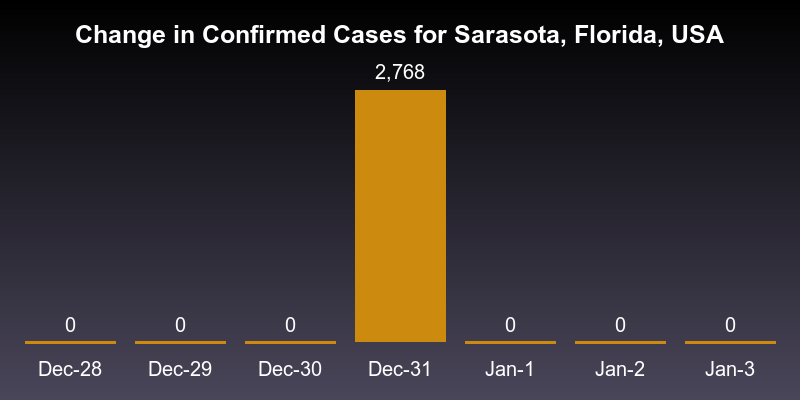 Change in Confirmed Cases for Sarasota, Florida, USA
2,768
0 0 0 0 0 0
Dec-28 Dec-29 Dec-30 Dec-31 Jan-1 Jan-2 Jan-3